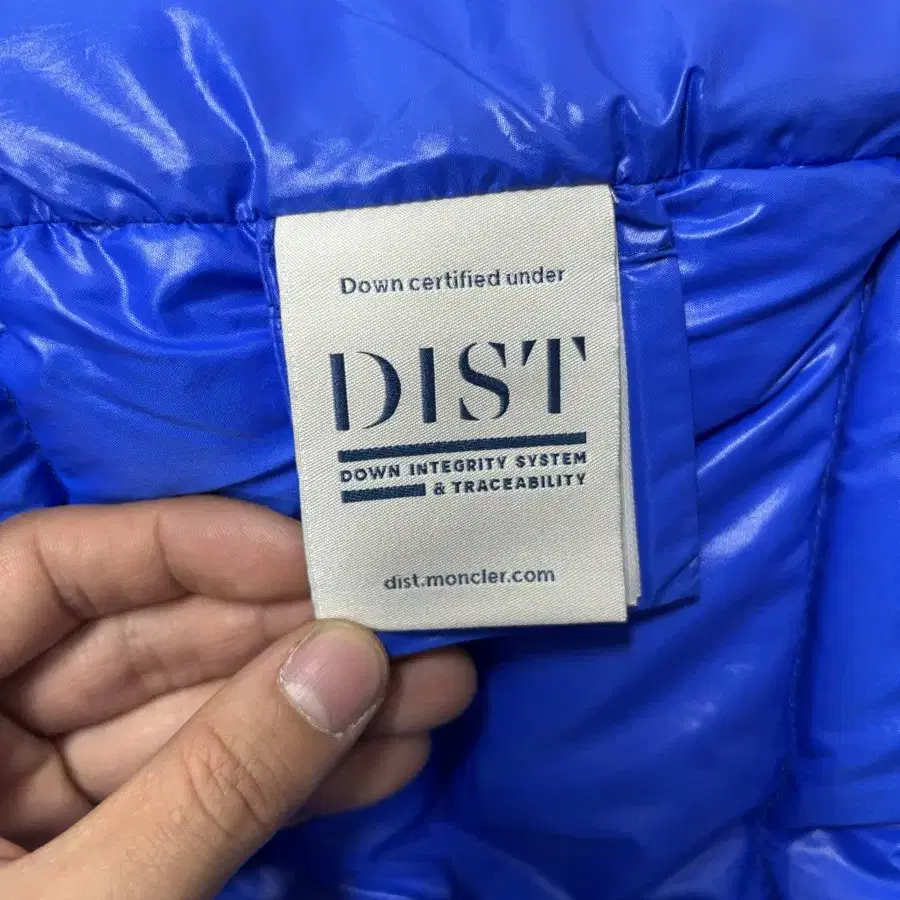 Down certified under
DIST
DOWN INTEGRITY SYSTEM
& TRACEABILITY
dist.moncler.com